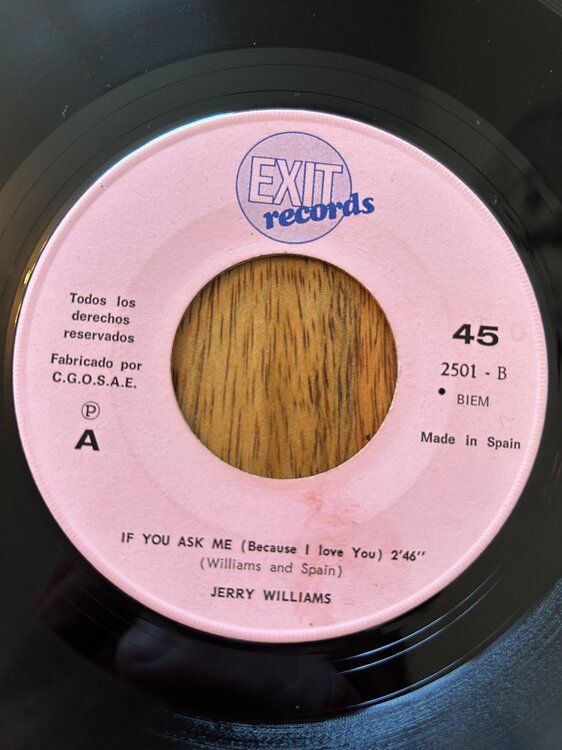 EXIT
records
Todos los
derechos
reservados
Fabricado por
C.G.O.S.A.E.
Ⓟ
A
45
2501 - B
• BIEM
Made in Spain
IF YOU ASK ME (Because I love You) 2'46''
(Williams and Spain)
JERRY WILLIAMS